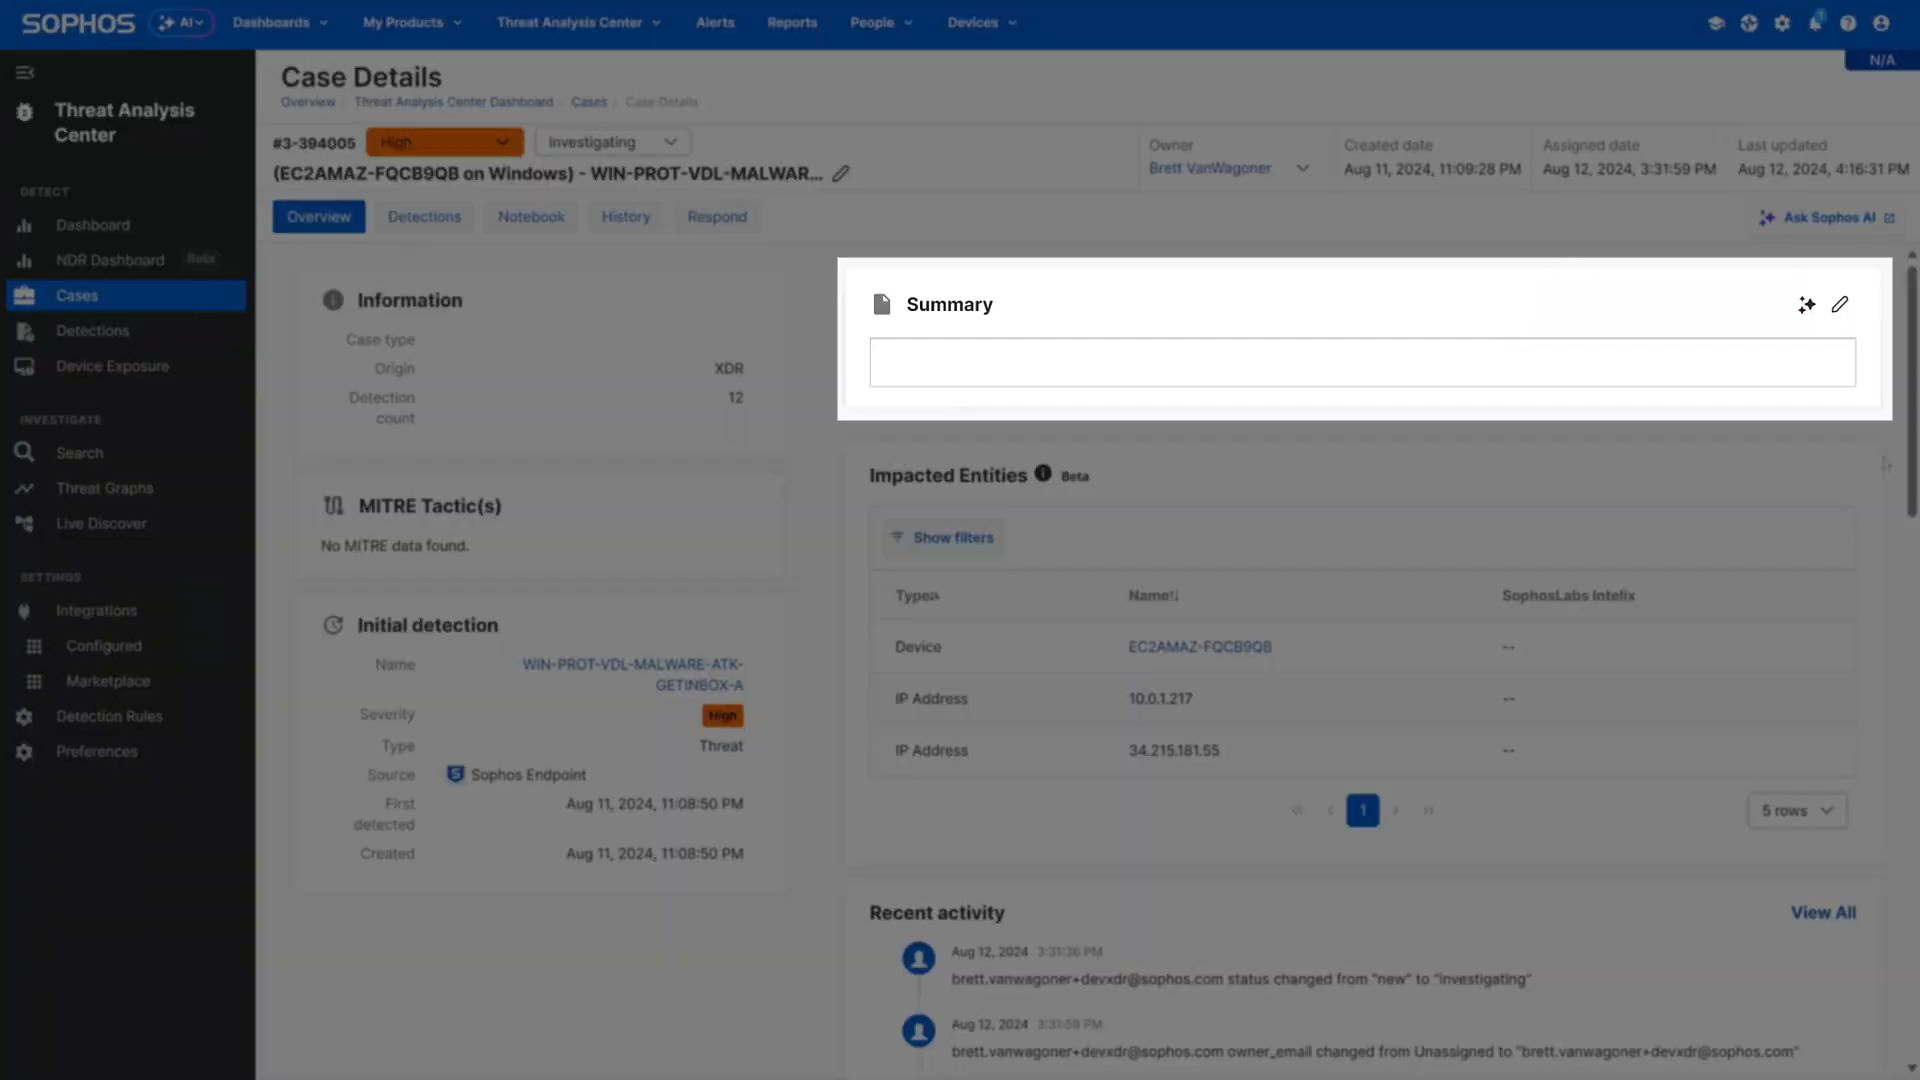 SOPHOS AI Dashboards My Products Threat Analysis Center Alerts Reports People Devices 1
N/A
Threat Analysis
Center
DETECT
Dashboard
NDR Dashboard Beta
Cases
Detections
Device Exposure
INVESTIGATE
Search
Threat Graphs
Live Discover
SETTINGS
Integrations
Configured
Marketplace
Detection Rules
Preferences
Case Details
Overview / Threat Analysis Center Dashboard / Cases / Case Details
#3-394005 High Investigating
(EC2AMAZ-FQCB9QB on Windows) - WIN-PROT-VDL-MALWAR...
Owner
Brett VanWagoner
Created date
Aug 11, 2024, 11:09:28 PM
Assigned date
Aug 12, 2024, 3:31:59 PM
Last updated
Aug 12, 2024, 4:16:31 PM
Overview Detections Notebook History Respond
Ask Sophos AI
Information
Case type
Origin XDR
Detection 12
count
MITRE Tactic(s)
No MITRE data found.
Initial detection
Name WIN-PROT-VDL-MALWARE-ATK-
GETINBOX-A
Severity High
Type Threat
Source Sophos Endpoint
First Aug 11, 2024, 11:08:50 PM
detected
Created Aug 11, 2024, 11:08:50 PM
Summary
Impacted Entities Beta
Show filters
Type Name SophosLabs Intelix
Device EC2AMAZ-FQCB9QB --
IP Address 10.0.1.217 --
IP Address 34.215.181.55 --
« ‹ 1 › » 5 rows
Recent activity View All
Aug 12, 2024 3:31:36 PM
brett.vanwagoner+devxdr@sophos.com status changed from "new" to "investigating"
Aug 12, 2024 3:31:59 PM
brett.vanwagoner+devxdr@sophos.com owner_email changed from Unassigned to "brett.vanwagoner+devxdr@sophos.com"